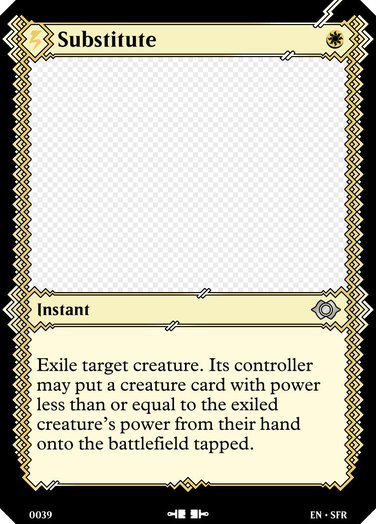 Substitute
Instant
Exile target creature. Its controller
may put a creature card with power
less than or equal to the exiled
creature's power from their hand
onto the battlefield tapped.
0039
EN • SFR